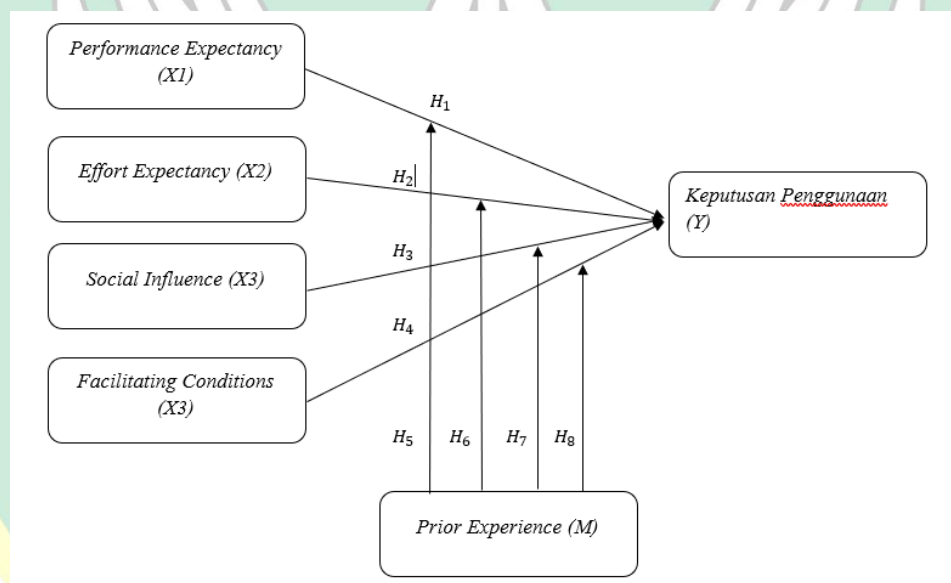 Performance Expectancy
(X1)
H1
Effort Expectancy (X2)
H2
Keputusan Penggunaan
(Y)
Social Influence (X3)
H3
H4
Facilitating Conditions
(X3)
H5 H6 H7 H8
Prior Experience (M)